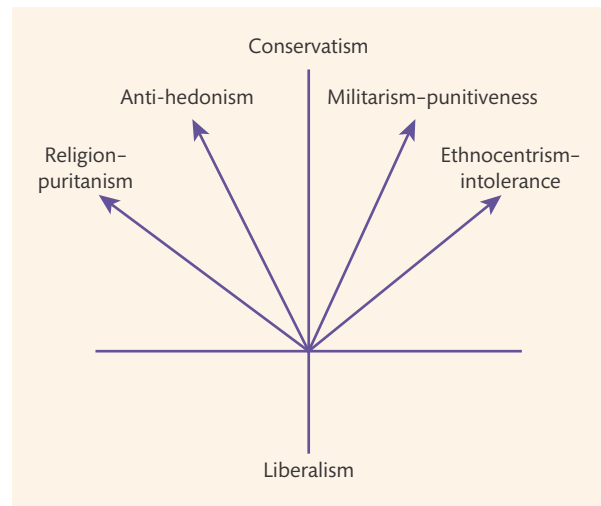 Conservatism
Anti-hedonism
Militarism–punitiveness
Religion–
puritanism
Ethnocentrism–
intolerance
Liberalism